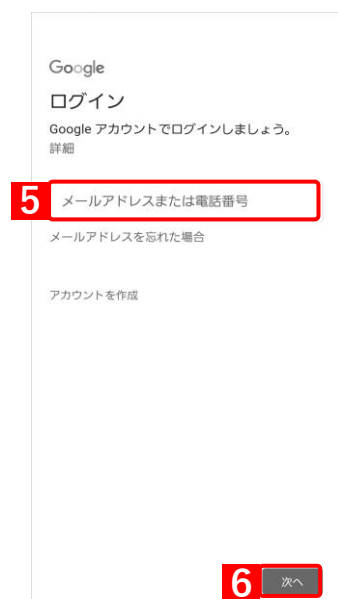 Google
ログイン
Google アカウントでログインしましょう。
詳細
5
メールアドレスまたは電話番号
メールアドレスを忘れた場合
アカウントを作成
6
次へ